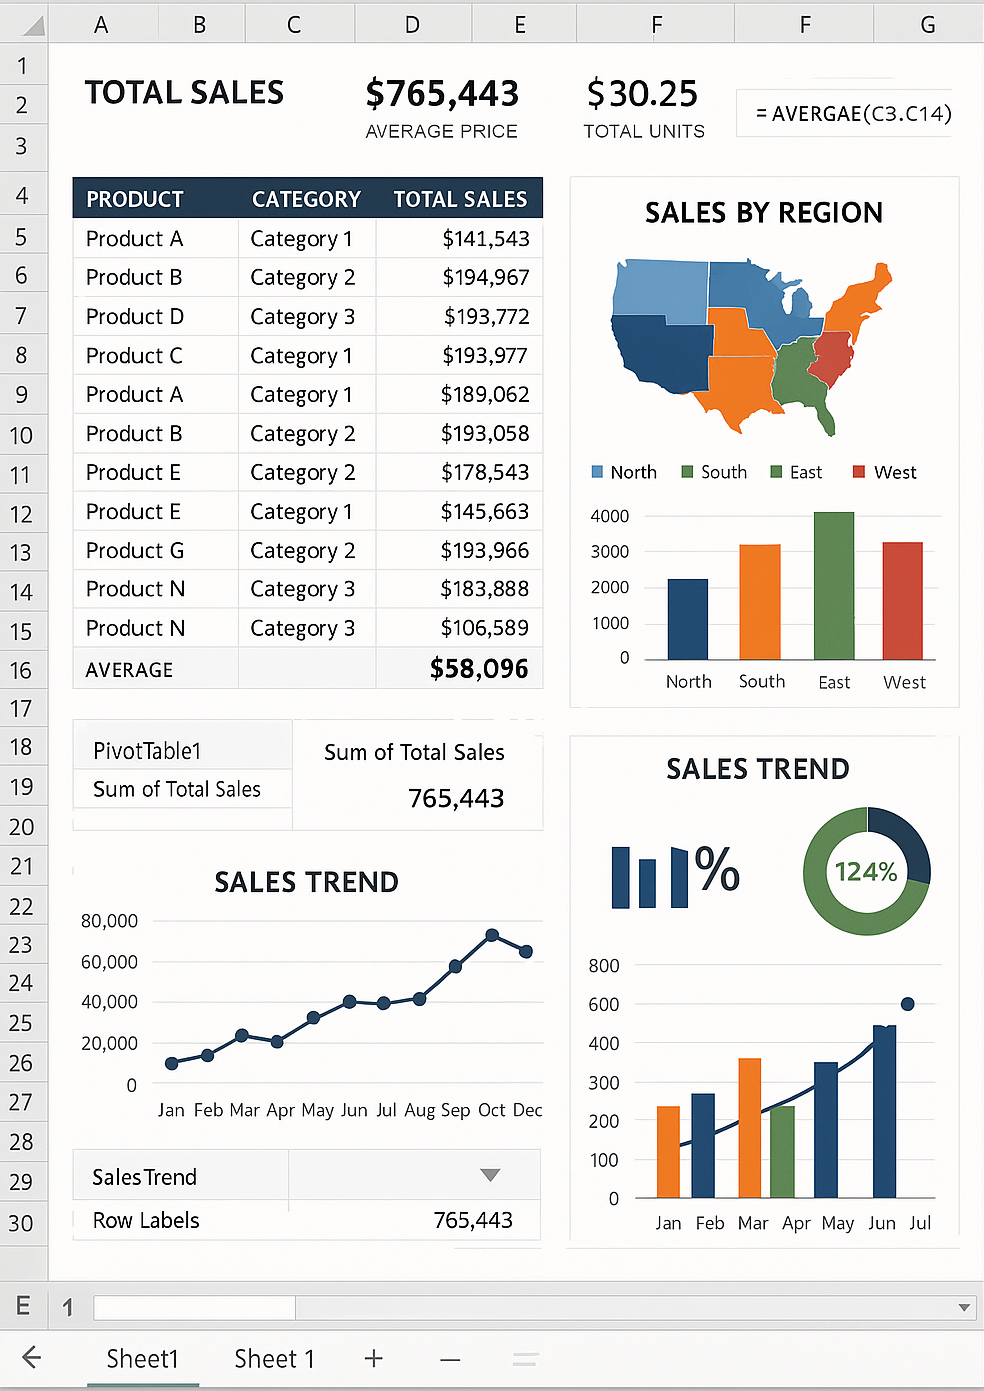 A B C D E F F G
1
2
3
4
5
6
7
8
9
10
11
12
13
14
15
16
17
18
19
20
21
22
23
24
25
26
27
28
29
30
TOTAL SALES
$765,443
AVERAGE PRICE
$30.25
TOTAL UNITS
= AVERGAE(C3.C14)
PRODUCT CATEGORY TOTAL SALES
Product A Category 1 $141,543
Product B Category 2 $194,967
Product D Category 3 $193,772
Product C Category 1 $193,977
Product A Category 1 $189,062
Product B Category 2 $193,058
Product E Category 2 $178,543
Product E Category 1 $145,663
Product G Category 2 $193,966
Product N Category 3 $183,888
Product N Category 3 $106,589
AVERAGE $58,096
SALES BY REGION
North South East West
4000
3000
2000
1000
0
North South East West
PivotTable1
Sum of Total Sales
Sum of Total Sales
765,443
SALES TREND
80,000
60,000
40,000
20,000
0
Jan Feb Mar Apr May Jun Jul Aug Sep Oct Dec
SalesTrend
Row Labels 765,443
SALES TREND
%
124%
800
600
400
300
200
100
0
Jan Feb Mar Apr May Jun Jul
E 1
Sheet1 Sheet 1 +